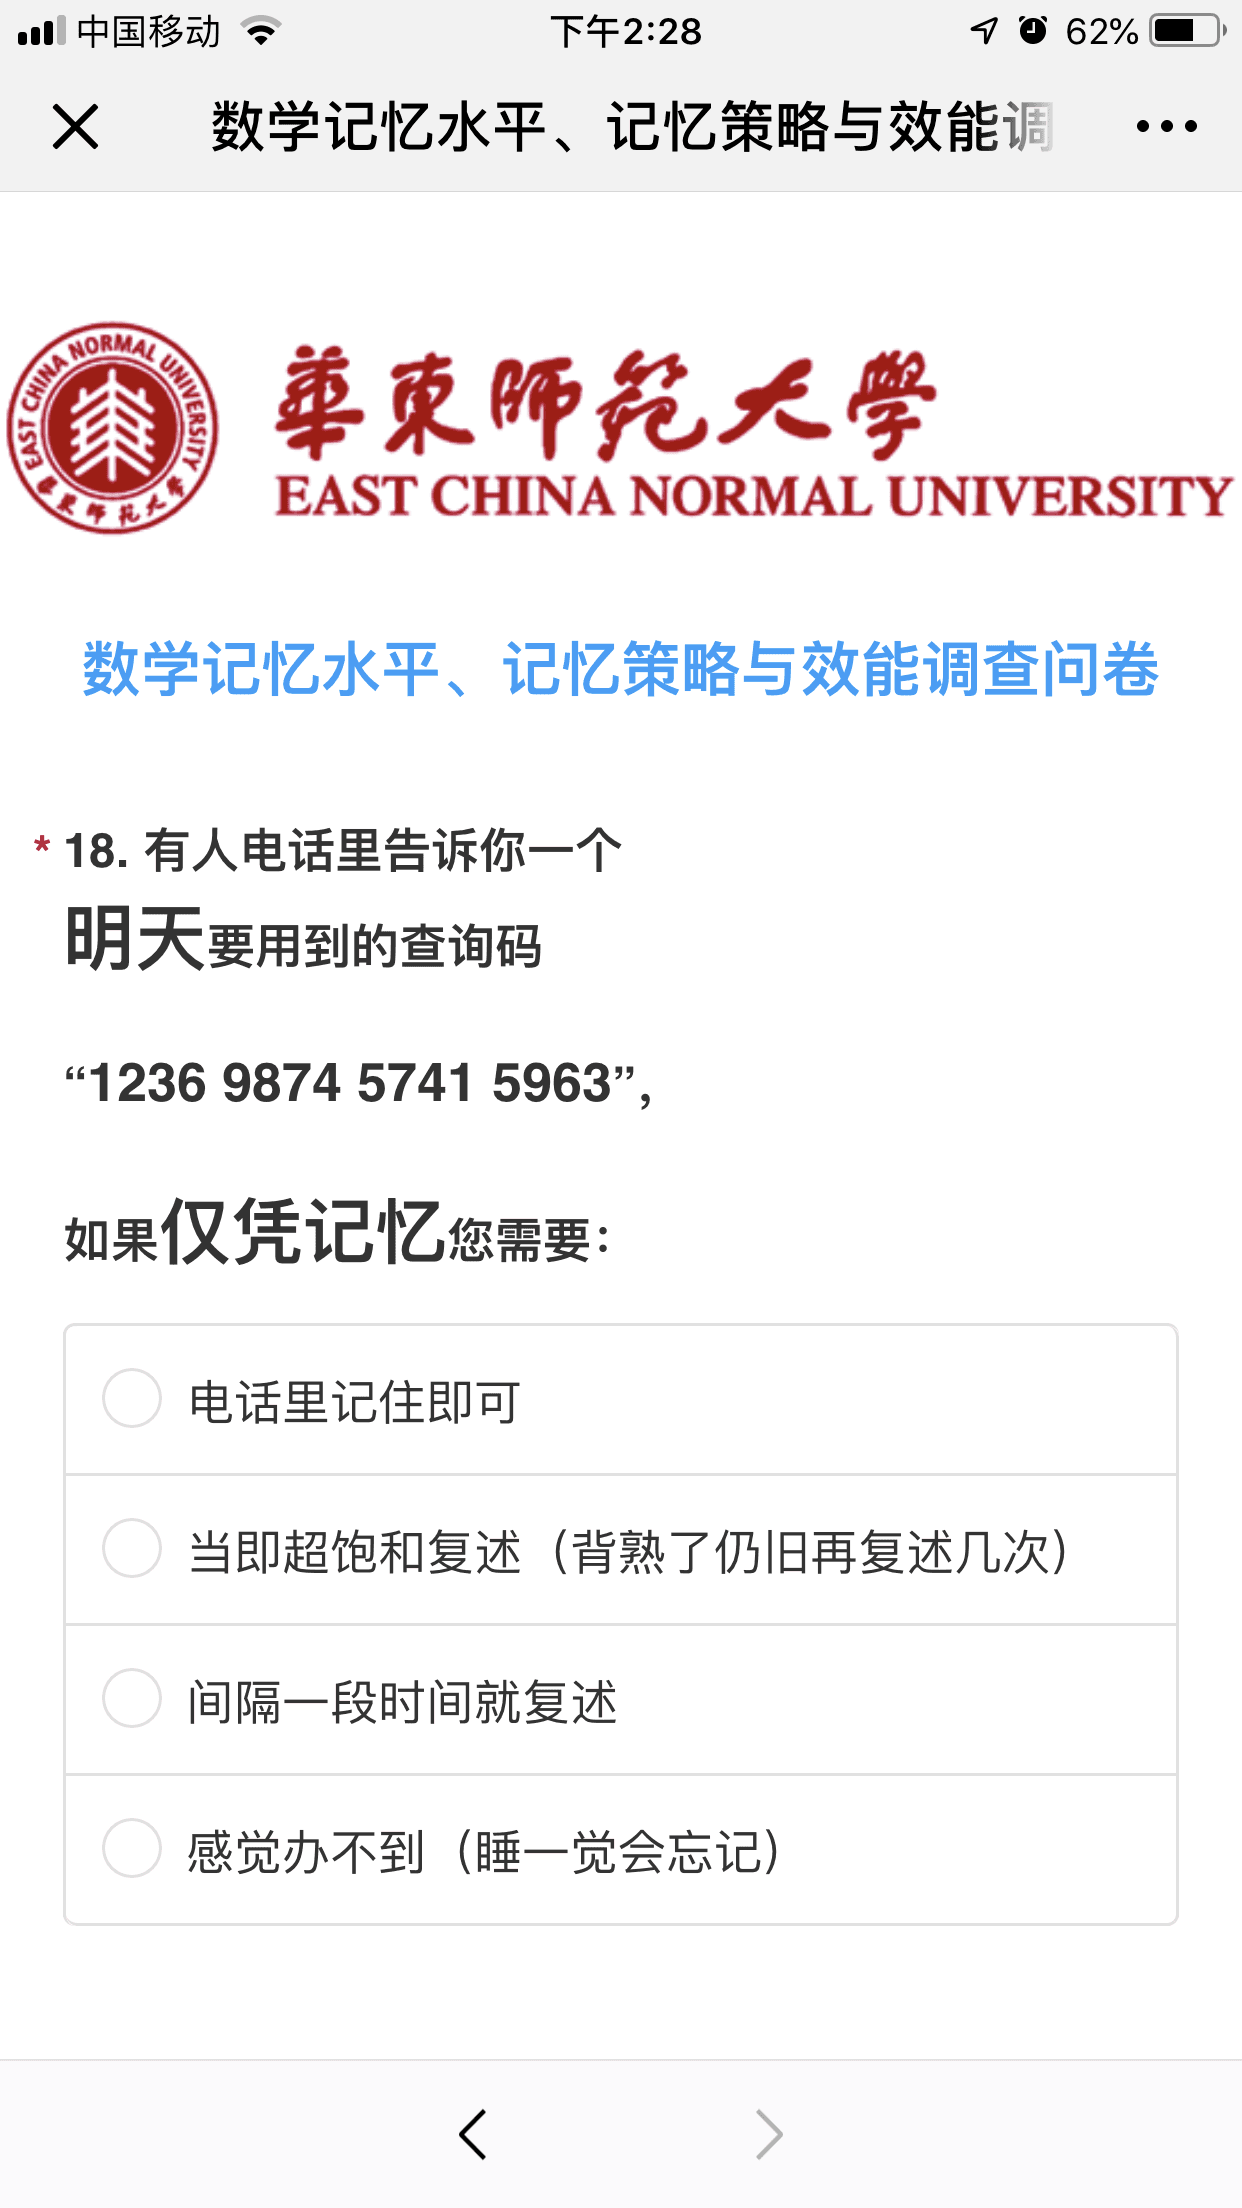 中国移动
下午2:28
62%
数学记忆水平、记忆策略与效能调
EAST CHINA NORMAL UNIVERSITY
華東師範大學
華東師範大學
EAST CHINA NORMAL UNIVERSITY
数学记忆水平、记忆策略与效能调查问卷
* 18. 有人电话里告诉你一个
明天要用到的查询码
“1236 9874 5741 5963”,
如果仅凭记忆您需要：
电话里记住即可
当即超饱和复述（背熟了仍旧再复述几次）
间隔一段时间就复述
感觉办不到（睡一觉会忘记）